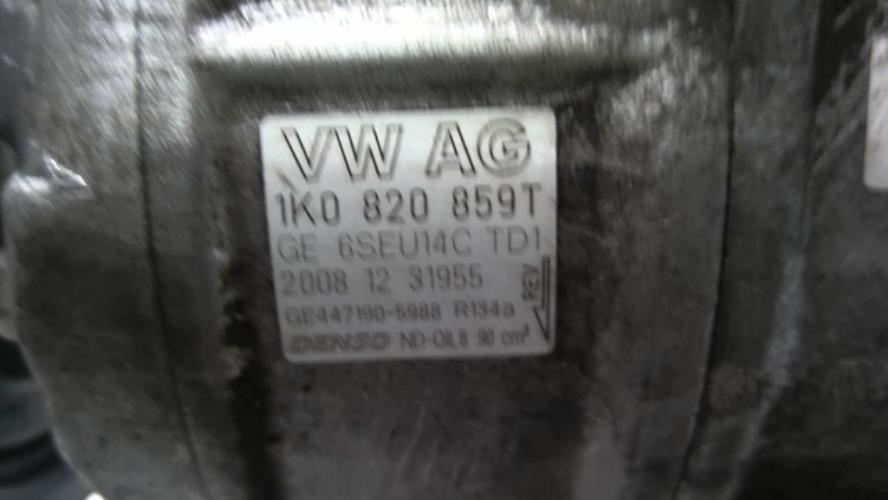 VW AG
1K0 820 859T
GE 6SEU14C TD1
2008 12 31955
REV
GE447190-5988 R134a
DENSO ND-OIL8 90 cm³